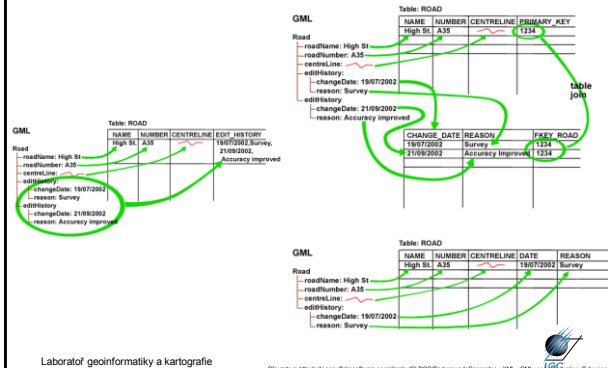 GML
Road
roadName: High St
roadNumber: A35
centreLine:
editHistory:
changeDate: 19/07/2002
reason: Survey
editHistory
changeDate: 21/09/2002
reason: Accuracy improved
Table: ROAD
NAME NUMBER CENTRELINE EDIT_HISTORY
High St. A35 19/07/2002,Survey,
21/09/2002,
Accuracy improved
GML
Road
roadName: High St
roadNumber: A35
centreLine:
editHistory:
changeDate: 19/07/2002
reason: Survey
editHistory
changeDate: 21/09/2002
reason: Accuracy improved
Table: ROAD
NAME NUMBER CENTRELINE PRIMARY_KEY
High St. A35 1234
table
join
CHANGE_DATE REASON FKEY_ROAD
19/07/2002 Survey 1234
21/09/2002 Accuracy Improved 1234
GML
Road
roadName: High St
roadNumber: A35
centreLine:
editHistory:
changeDate: 19/07/2002
reason: Survey
Table: ROAD
NAME NUMBER CENTRELINE DATE REASON
High St. A35 19/07/2002 Survey
Laboratoř geoinformatiky a kartografie